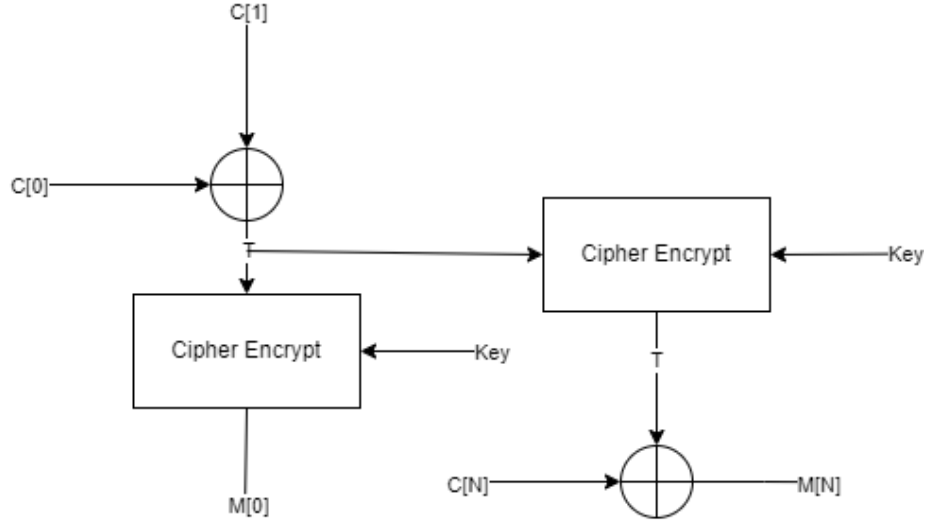 C[1]
C[0]
T
Cipher Encrypt
Key
Cipher Encrypt
Key
M[0]
T
C[N]
M[N]